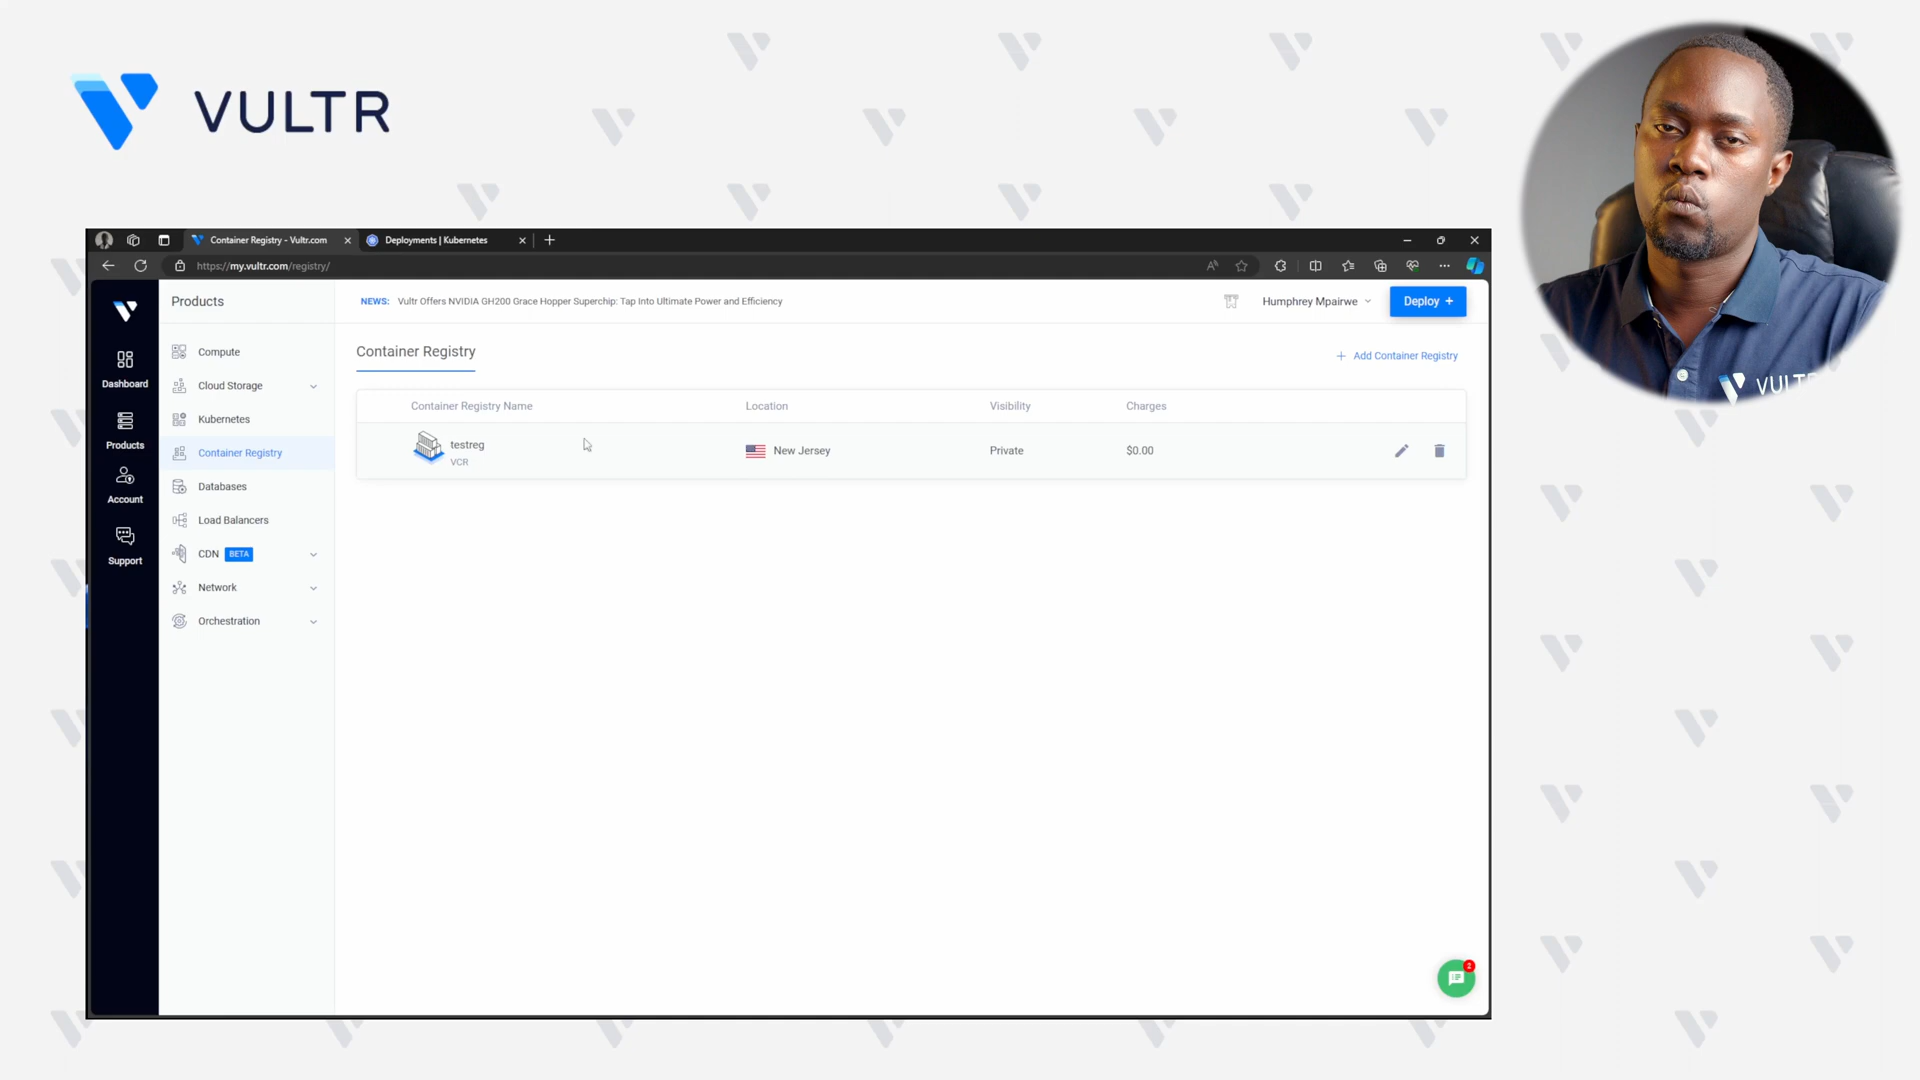 VULTR
Container Registry - Vultr.com
Deployments | Kubernetes
https://my.vultr.com/registry/
Products
NEWS: Vultr Offers NVIDIA GH200 Grace Hopper Superchip: Tap Into Ultimate Power and Efficiency
Humphrey Mpairwe
Deploy +
Dashboard
Products
Account
Support
Compute
Cloud Storage
Kubernetes
Container Registry
Databases
Load Balancers
CDN BETA
Network
Orchestration
Container Registry
+ Add Container Registry
Container Registry Name Location Visibility Charges
testreg
VCR
New Jersey Private $0.00
2
VULTR